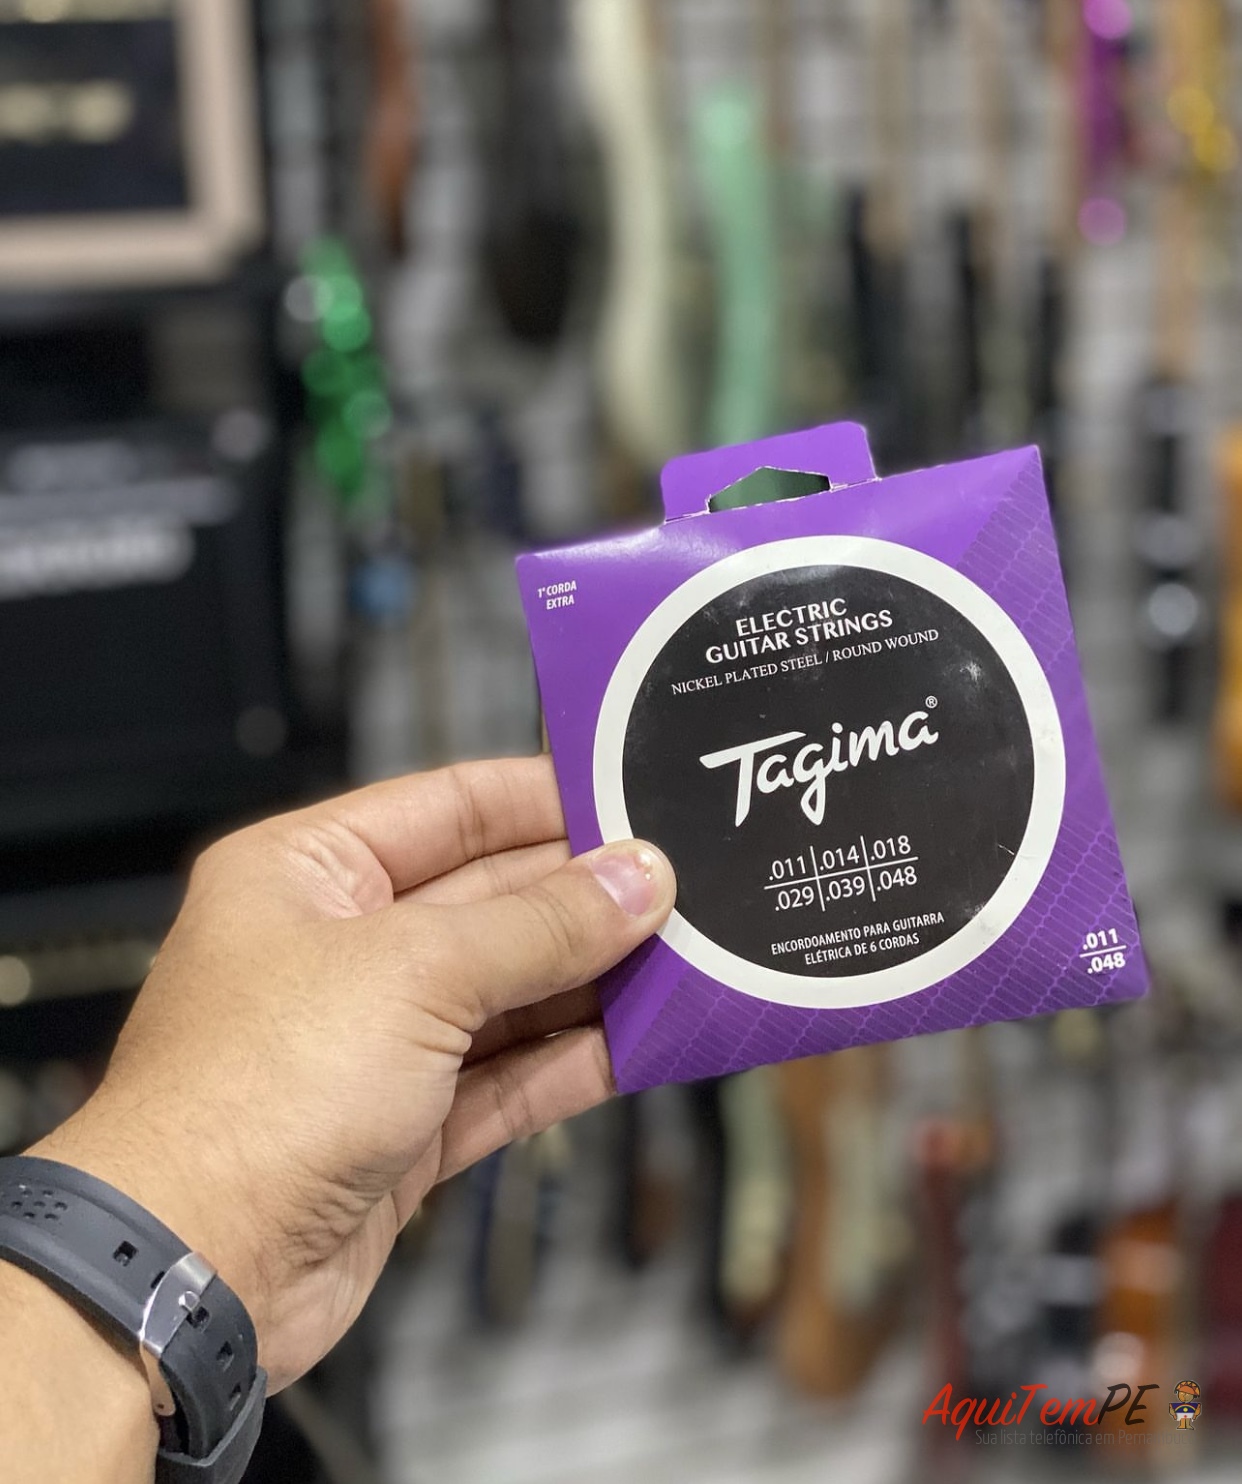 1ª CORDA
EXTRA
ELECTRIC
GUITAR STRINGS
NICKEL PLATED STEEL / ROUND WOUND
Tagima®
.011 .014 .018
.029 .039 .048
ENCORDOAMENTO PARA GUITARRA
ELÉTRICA DE 6 CORDAS
.011
.048
AquiTemPE
Sua lista telefônica em